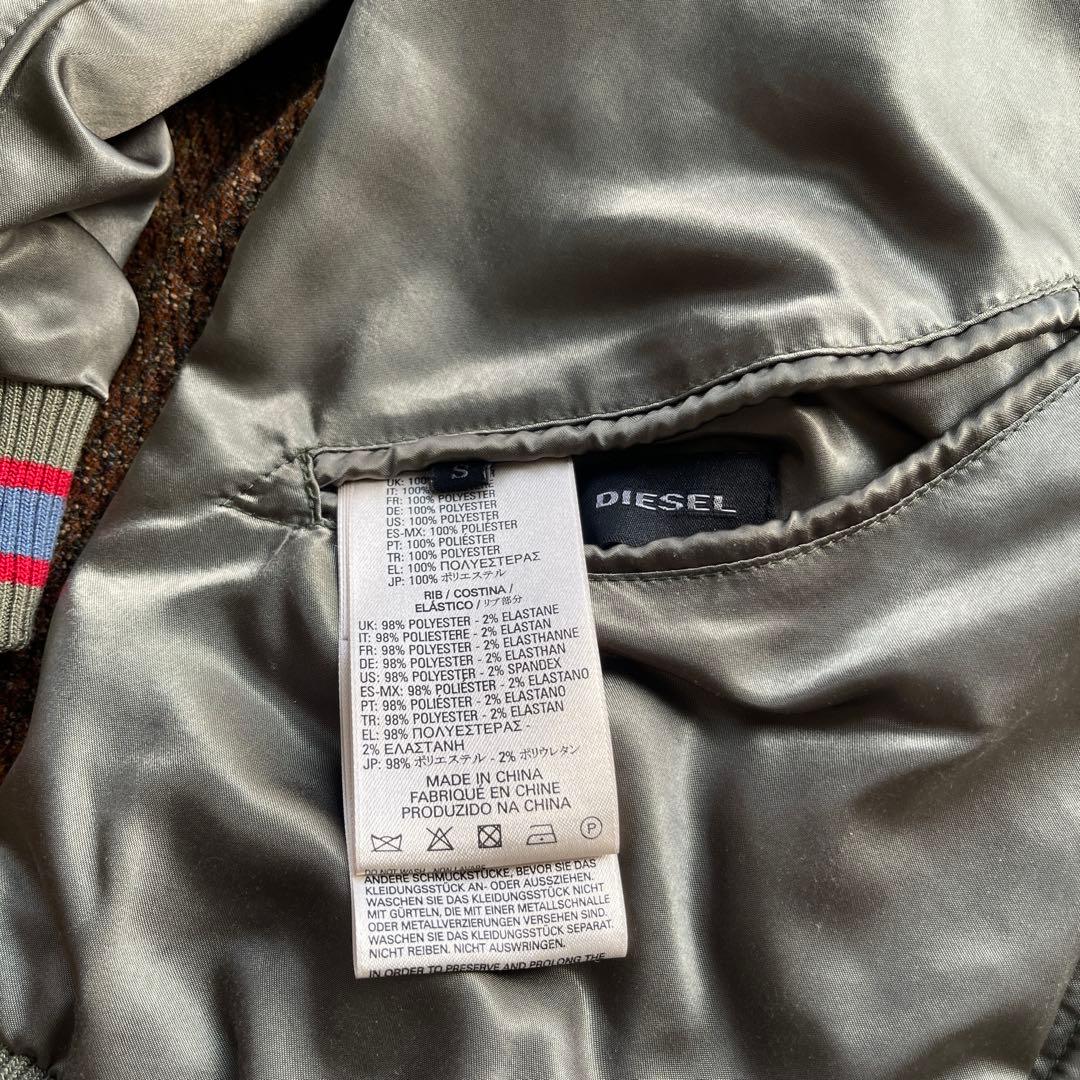 S
DIESEL
UK: 100%
IT: 100%
FR: 100% POLYESTER
DE: 100% POLYESTER
US: 100% POLYESTER
ES-MX: 100% POLIÉSTER
PT: 100% POLIÉSTER
TR: 100% POLYESTER
EL: 100% ΠΟΛΥΕΣΤΕΡΑΣ
JP: 100% ポリエステル
RIB / COSTINA /
ELÁSTICO / リブ部分
UK: 98% POLYESTER - 2% ELASTANE
IT: 98% POLIESTERE - 2% ELASTAN
FR: 98% POLYESTER - 2% ELASTHANNE
DE: 98% POLYESTER - 2% ELASTHAN
US: 98% POLYESTER - 2% SPANDEX
ES-MX: 98% POLIÉSTER - 2% ELASTANO
PT: 98% POLIÉSTER - 2% ELASTANO
TR: 98% POLYESTER - 2% ELASTAN
EL: 98% ΠΟΛΥΕΣΤΕΡΑΣ -
2% ΕΛΑΣΤΑΝΗ
JP: 98% ポリエステル - 2% ポリウレタン
MADE IN CHINA
FABRIQUÉ EN CHINE
PRODUZIDO NA CHINA
P
DO NOT WASH - NON LAVARE
ANDERE SCHMUCKSTÜCKE, BEVOR SIE DAS
KLEIDUNGSSTÜCK AN- ODER AUSZIEHEN.
WASCHEN SIE DAS KLEIDUNGSSTÜCK NICHT
MIT GÜRTELN, DIE MIT EINER METALLSCHNALLE
ODER METALLVERZIERUNGEN VERSEHEN SIND.
WASCHEN SIE DAS KLEIDUNGSSTÜCK SEPARAT.
NICHT REIBEN. NICHT AUSWRINGEN.
IN ORDER TO PRESERVE AND PROLONG THE